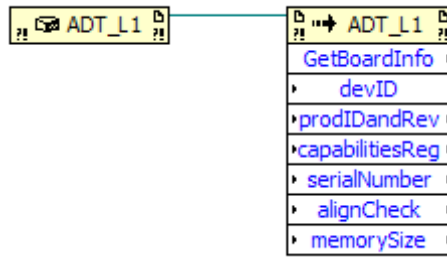 ADT_L1
ADT_L1
GetBoardInfo
devID
prodIDandRev
capabilitiesReg
serialNumber
alignCheck
memorySize